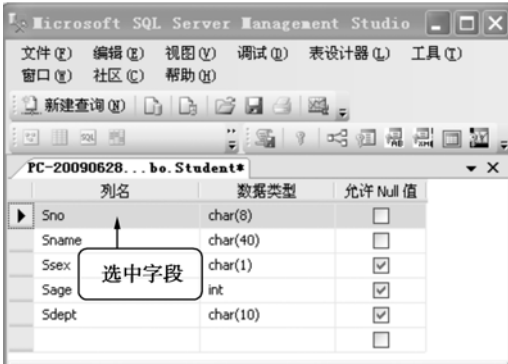 Microsoft SQL Server Management Studio
文件(F) 编辑(E) 视图(V) 调试(D) 表设计器(L) 工具(T)
窗口(W) 社区(C) 帮助(H)
新建查询(N)
PC-20090628...bo.Student*
列名 数据类型 允许 Null 值
Sno char(8)
Sname char(40)
Ssex char(1)
Sage int
Sdept char(10)
选中字段